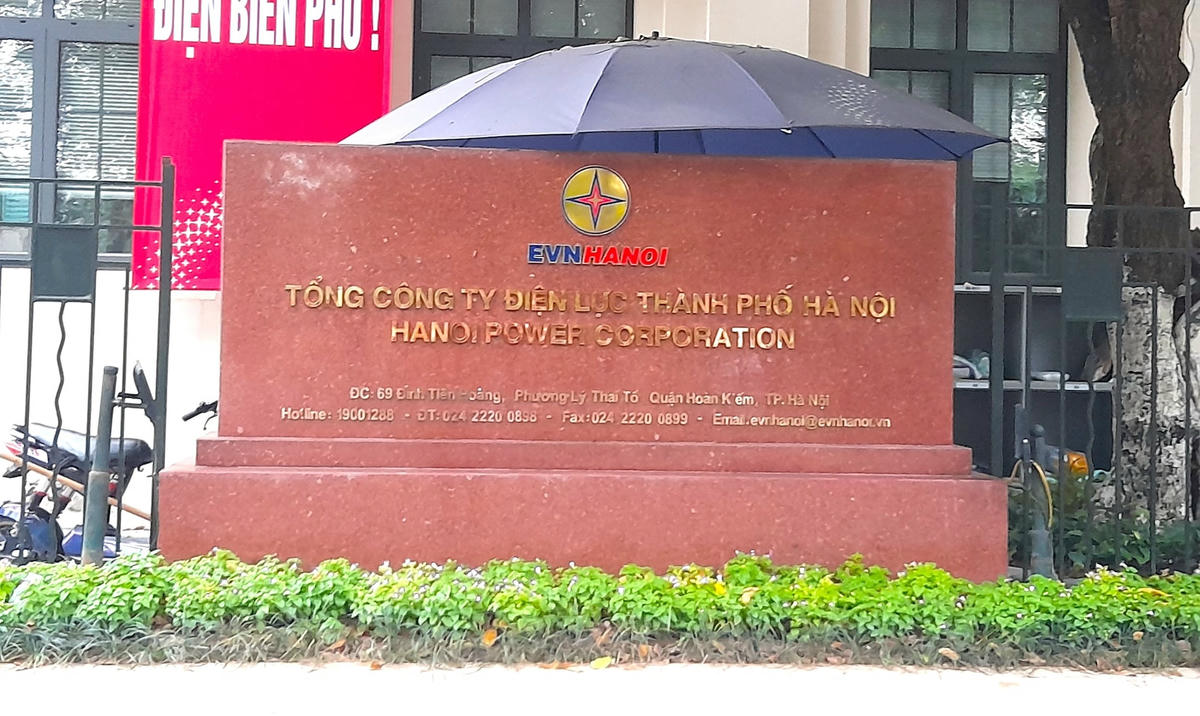 ĐIỆN BIÊN PHỦ !
EVNHANOI
TỔNG CÔNG TY ĐIỆN LỰC THÀNH PHỐ HÀ NỘI
HANOI POWER CORPORATION
ĐC: 69 Đinh Tiên Hoàng, Phường Lý Thái Tổ Quận Hoàn Kiếm, TP. Hà Nội
Hotline: 19001288 - ĐT: 024 2220 0898 - Fax: 024 2220 0899 - Email: evnhanoi@evnhanoi.vn